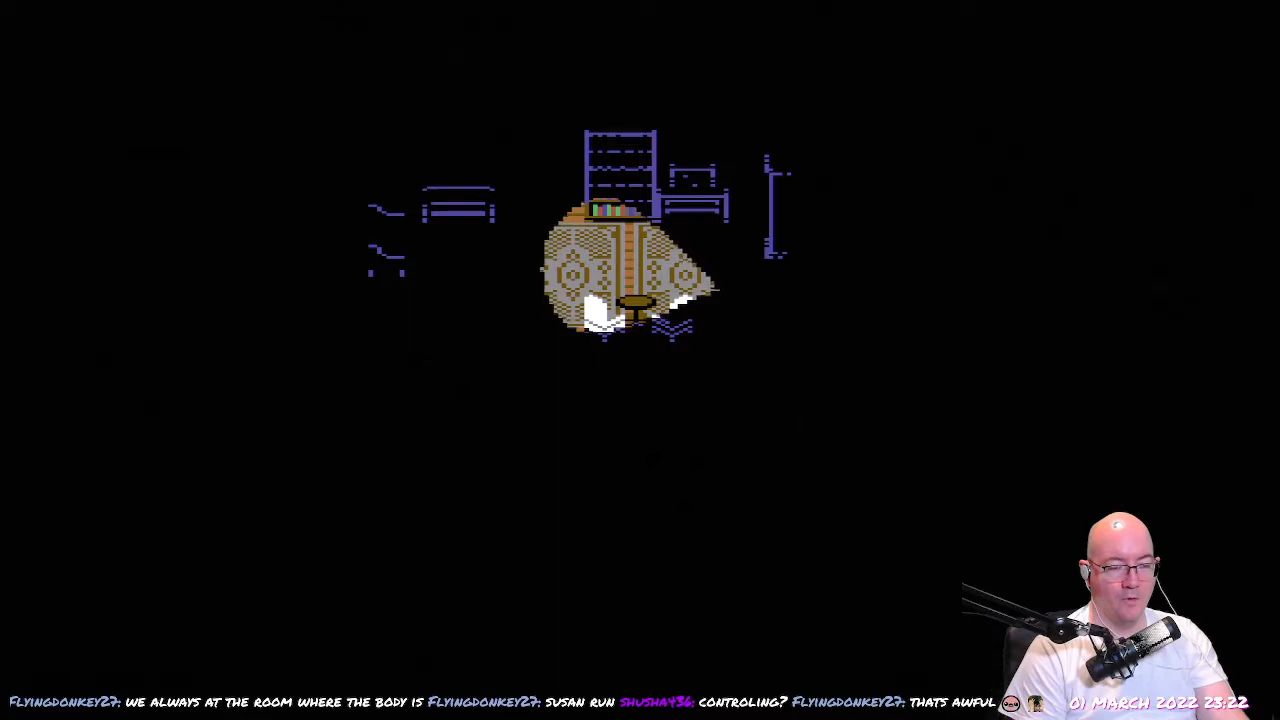 Flyingdonkey27: we always at the room where the body is Flyingdonkey27: susan run shusha436: controling? Flyingdonkey27: thats awful 01 March 2022 23:22